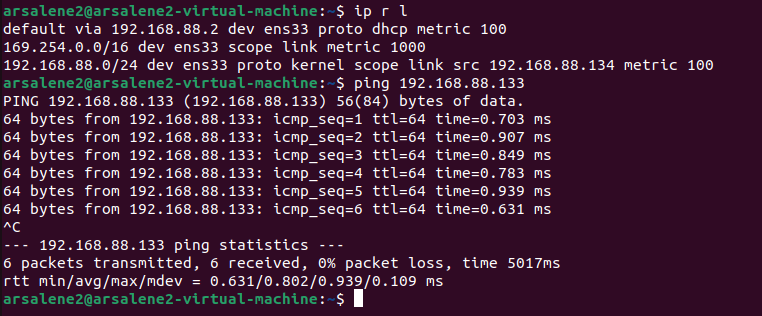 arsalene2@arsalene2-virtual-machine:~$ ip r l
default via 192.168.88.2 dev ens33 proto dhcp metric 100
169.254.0.0/16 dev ens33 scope link metric 1000
192.168.88.0/24 dev ens33 proto kernel scope link src 192.168.88.134 metric 100
arsalene2@arsalene2-virtual-machine:~$ ping 192.168.88.133
PING 192.168.88.133 (192.168.88.133) 56(84) bytes of data.
64 bytes from 192.168.88.133: icmp_seq=1 ttl=64 time=0.703 ms
64 bytes from 192.168.88.133: icmp_seq=2 ttl=64 time=0.907 ms
64 bytes from 192.168.88.133: icmp_seq=3 ttl=64 time=0.849 ms
64 bytes from 192.168.88.133: icmp_seq=4 ttl=64 time=0.783 ms
64 bytes from 192.168.88.133: icmp_seq=5 ttl=64 time=0.939 ms
64 bytes from 192.168.88.133: icmp_seq=6 ttl=64 time=0.631 ms
^C
--- 192.168.88.133 ping statistics ---
6 packets transmitted, 6 received, 0% packet loss, time 5017ms
rtt min/avg/max/mdev = 0.631/0.802/0.939/0.109 ms
arsalene2@arsalene2-virtual-machine:~$